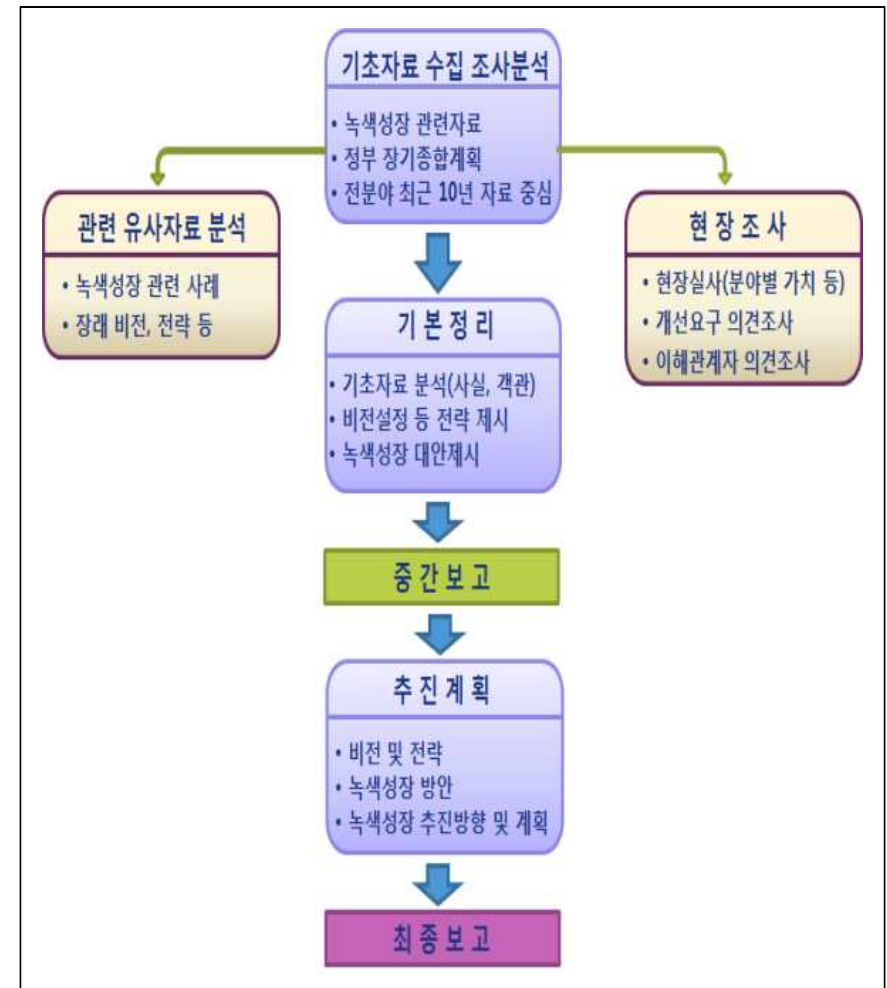 기초자료 수집 조사분석
• 녹색성장 관련자료
• 정부 장기종합계획
• 전분야 최근 10년 자료 중심
관련 유사자료 분석
• 녹색성장 관련 사례
• 장래 비전, 전략 등
현 장 조 사
• 현장실사(분야별 가치 등)
• 개선요구 의견조사
• 이해관계자 의견조사
기 본 정 리
• 기초자료 분석(사실, 객관)
• 비전설정 등 전략 제시
• 녹색성장 대안제시
중 간 보 고
추 진 계 획
• 비전 및 전략
• 녹색성장 방안
• 녹색성장 추진방향 및 계획
최 종 보 고